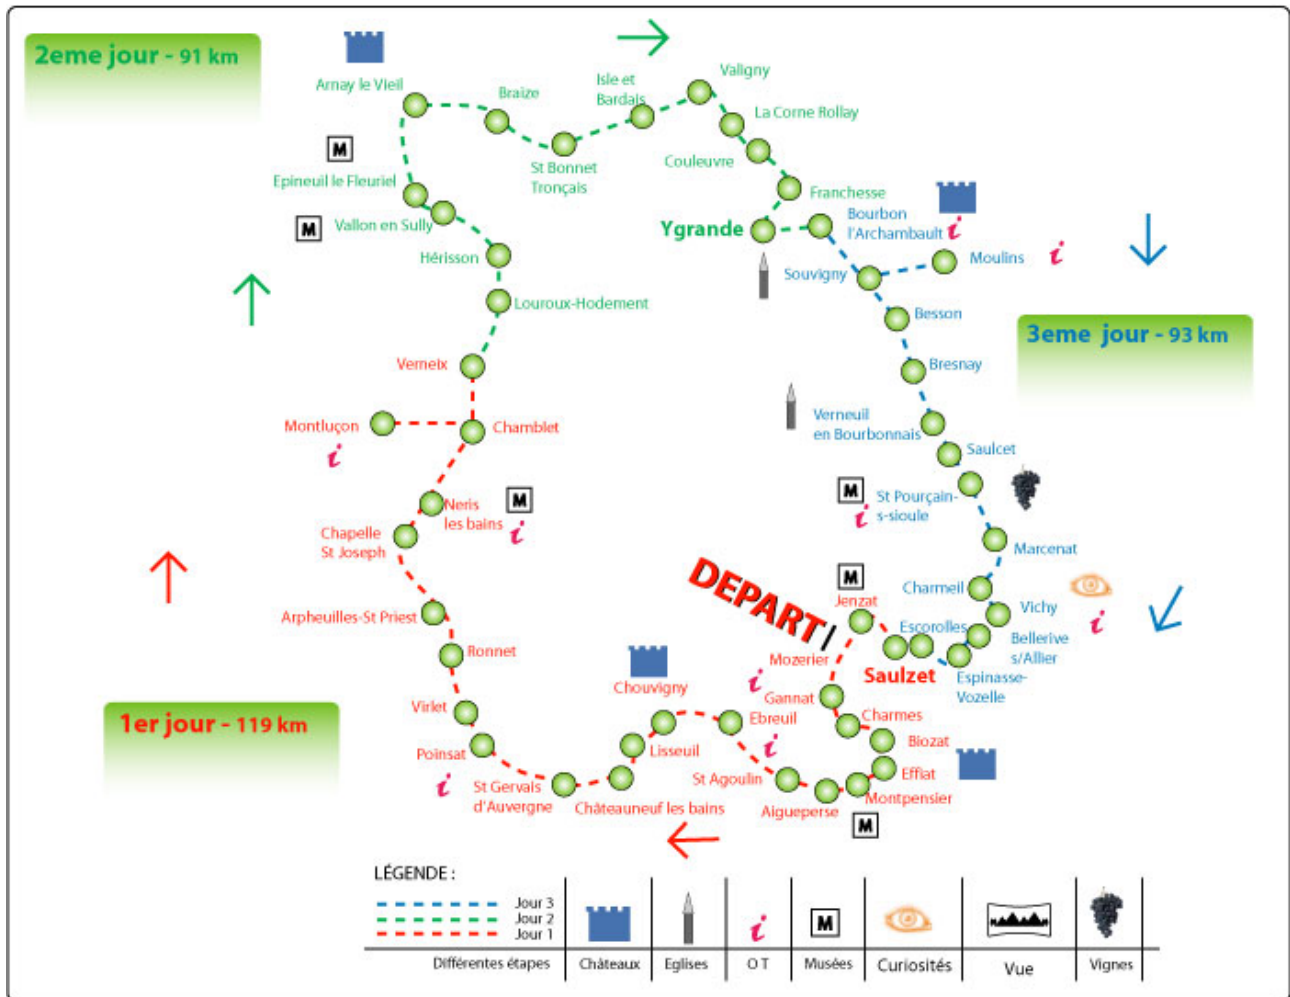 2eme jour - 91 km
Arnay le Vieil
Braize
Isle et
Bardais
Valigny
La Corne Rollay
Couleuvre
St Bonnet
Tronçais
Franchesse
Epineuil le Fleuriel
Vallon en Sully
Hérisson
Louroux-Hodement
Ygrande
Bourbon
l'Archambault
i
Souvigny
Moulins
i
Besson
3eme jour - 93 km
Bresnay
Verneuil
en Bourbonnais
Saulcet
M
St Pourçain-
s-sioule
i
Marcenat
Charmeil
Vichy
i
Escorolles
Bellerive
s/Allier
Espinasse-
Vozelle
M
M
Verneix
Montluçon
i
Chamblet
Neris
les bains
M
i
Chapelle
St Joseph
Arpheuilles-St Priest
Ronnet
Virlet
Poinsat
i
St Gervais
d'Auvergne
Châteauneuf les bains
Lisseuil
Chouvigny
Ebreuil
i
St Agoulin
Aigueperse
M
Montpensier
Effiat
Biozat
Charmes
Gannat
i
Mozerier
DEPART
M
Jenzat
Saulzet
1er jour - 119 km
LÉGENDE :
Jour 3
Jour 2
Jour 1
i
M
Différentes étapes
Châteaux
Eglises
O T
Musées
Curiosités
Vue
Vignes